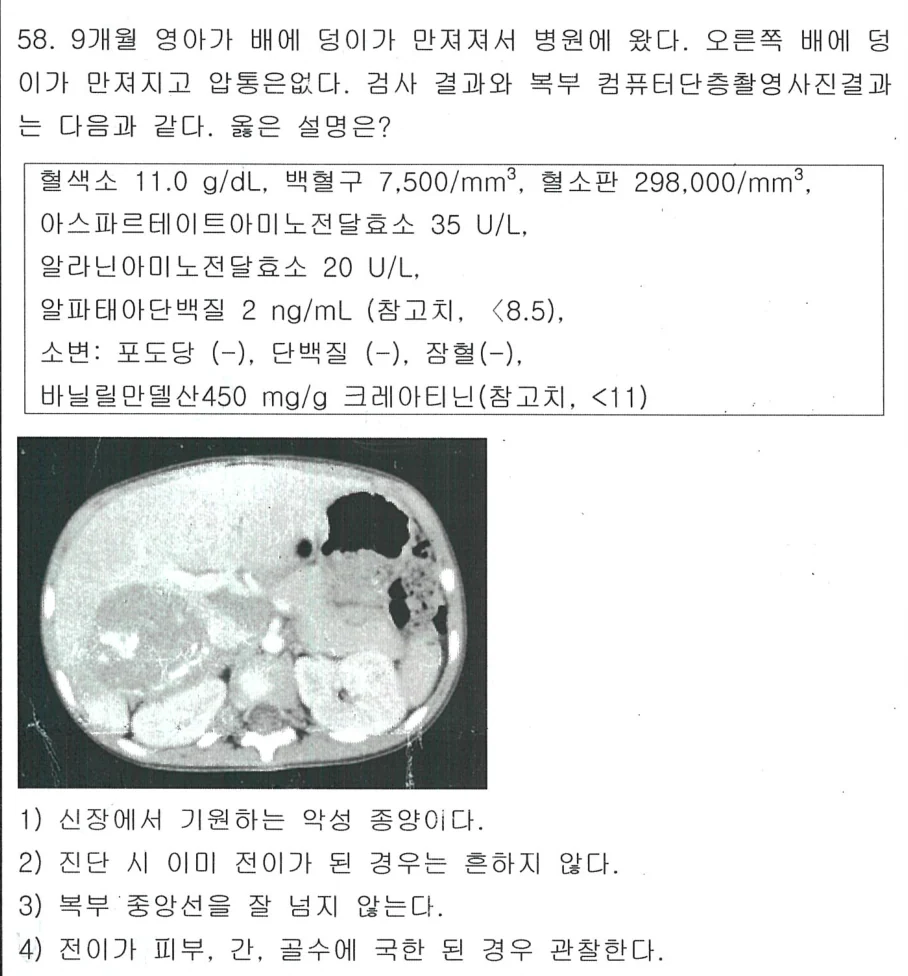 58. 9개월 영아가 배에 덩이가 만져져서 병원에 왔다. 오른쪽 배에 덩
이가 만져지고 압통은없다. 검사 결과와 복부 컴퓨터단층촬영사진결과
는 다음과 같다. 옳은 설명은?
혈색소 11.0 g/dL, 백혈구 7,500/mm³, 혈소판 298,000/mm³,
아스파르테이트아미노전달효소 35 U/L,
알라닌아미노전달효소 20 U/L,
알파태아단백질 2 ng/mL (참고치, <8.5),
소변: 포도당 (-), 단백질 (-), 잠혈(-),
바닐릴만델산450 mg/g 크레아티닌(참고치, <11)
1) 신장에서 기원하는 악성 종양이다.
2) 진단 시 이미 전이가 된 경우는 흔하지 않다.
3) 복부 중앙선을 잘 넘지 않는다.
4) 전이가 피부, 간, 골수에 국한 된 경우 관찰한다.